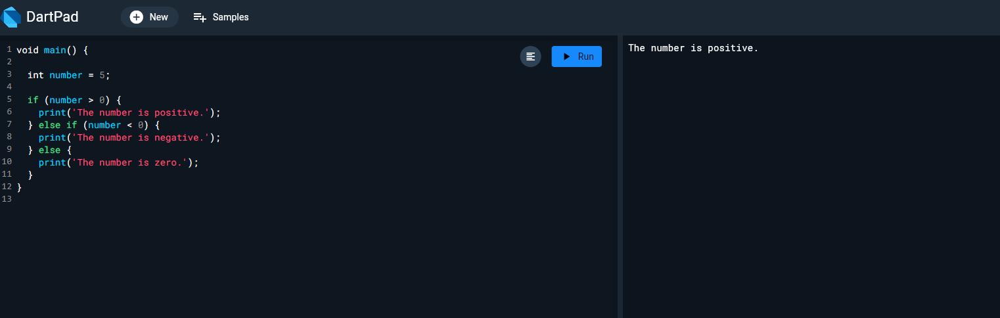 DartPad
New
Samples
Run
1 void main() {
2
3   int number = 5;
4
5   if (number > 0) {
6     print('The number is positive.');
7   } else if (number < 0) {
8     print('The number is negative.');
9   } else {
10     print('The number is zero.');
11   }
12 }
13
The number is positive.